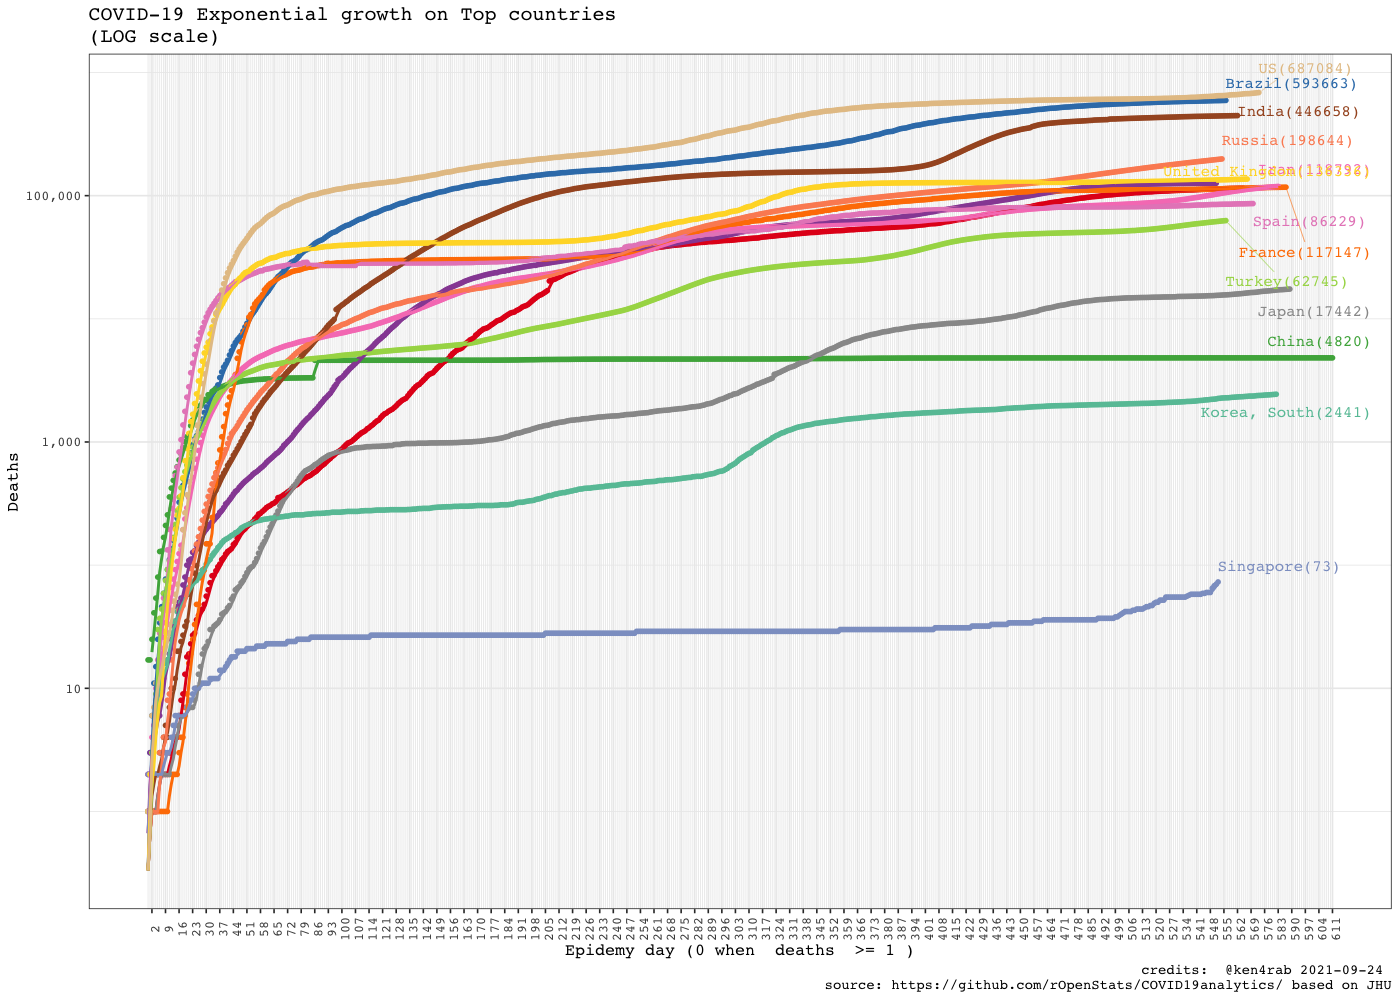 COVID-19 Exponential growth on Top countries
(LOG scale)
US(687084)
Brazil(593663)
India(446658)
Russia(198644)
United Kingdom
Iran(118792)
Spain(86229)
France(117147)
Turkey(62745)
Japan(17442)
China(4820)
Korea, South(2441)
Singapore(73)
Deaths
100,000
1,000
10
2 9 16 23 30 37 44 51 58 65 72 79 86 93 100 107 114 121 128 135 142 149 156 163 170 177 184 191 198 205 212 219 226 233 240 247 254 261 268 275 282 289 296 303 310 317 324 331 338 345 352 359 366 373 380 387 394 401 408 415 422 429 436 443 450 457 464 471 478 485 492 499 506 513 520 527 534 541 548 555 562 569 576 583 590 597 604 611
Epidemy day (0 when  deaths  >= 1 )
credits:  @ken4rab 2021-09-24
source: https://github.com/rOpenStats/COVID19analytics/ based on JHU